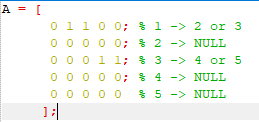 A = [
0 1 1 0 0; % 1 -> 2 or 3
0 0 0 0 0; % 2 -> NULL
0 0 0 1 1; % 3 -> 4 or 5
0 0 0 0 0; % 4 -> NULL
0 0 0 0 0 % 5 -> NULL
];